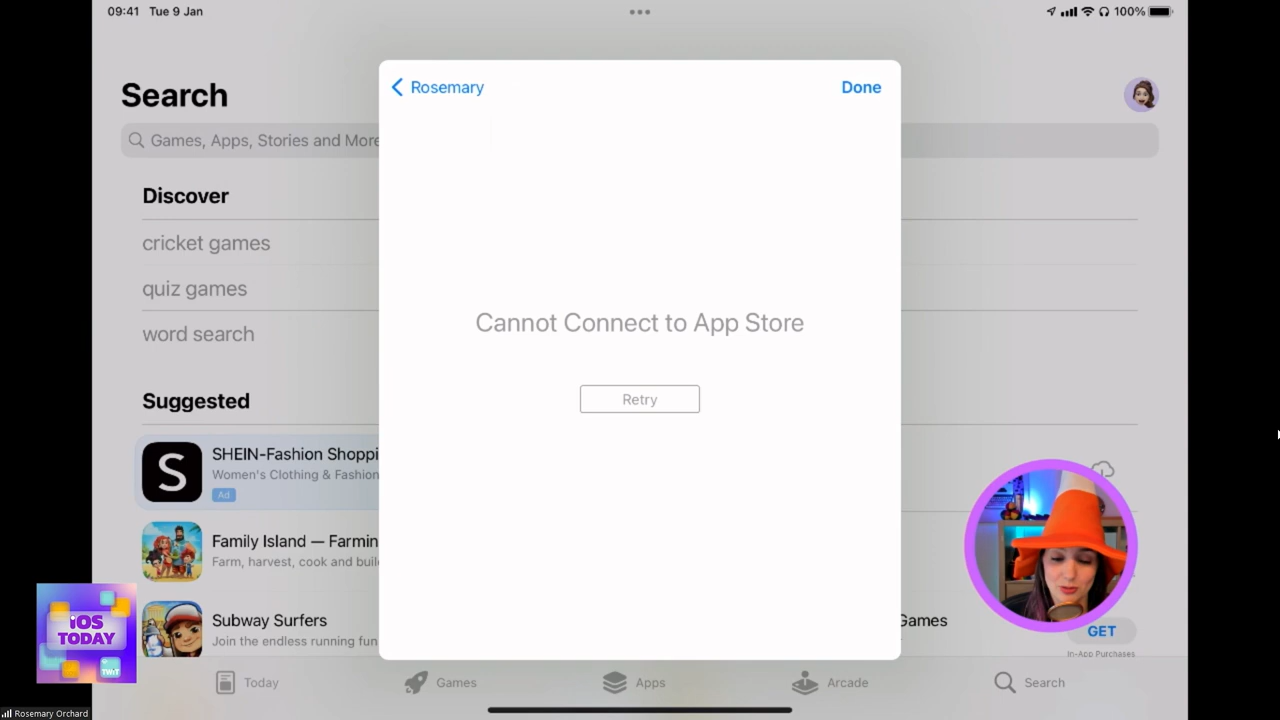 09:41 Tue 9 Jan
100%
Rosemary
Done
Search
Games, Apps, Stories and More
Discover
cricket games
quiz games
word search
Cannot Connect to App Store
Retry
Suggested
SHEIN-Fashion Shoppi
Women's Clothing & Fashion
Ad
Family Island — Farmin
Farm, harvest, cook and buil
Subway Surfers
Join the endless running fun
Games
GET
In-App Purchases
iOS
TODAY
TWiT
Today
Games
Apps
Arcade
Search
Rosemary Orchard